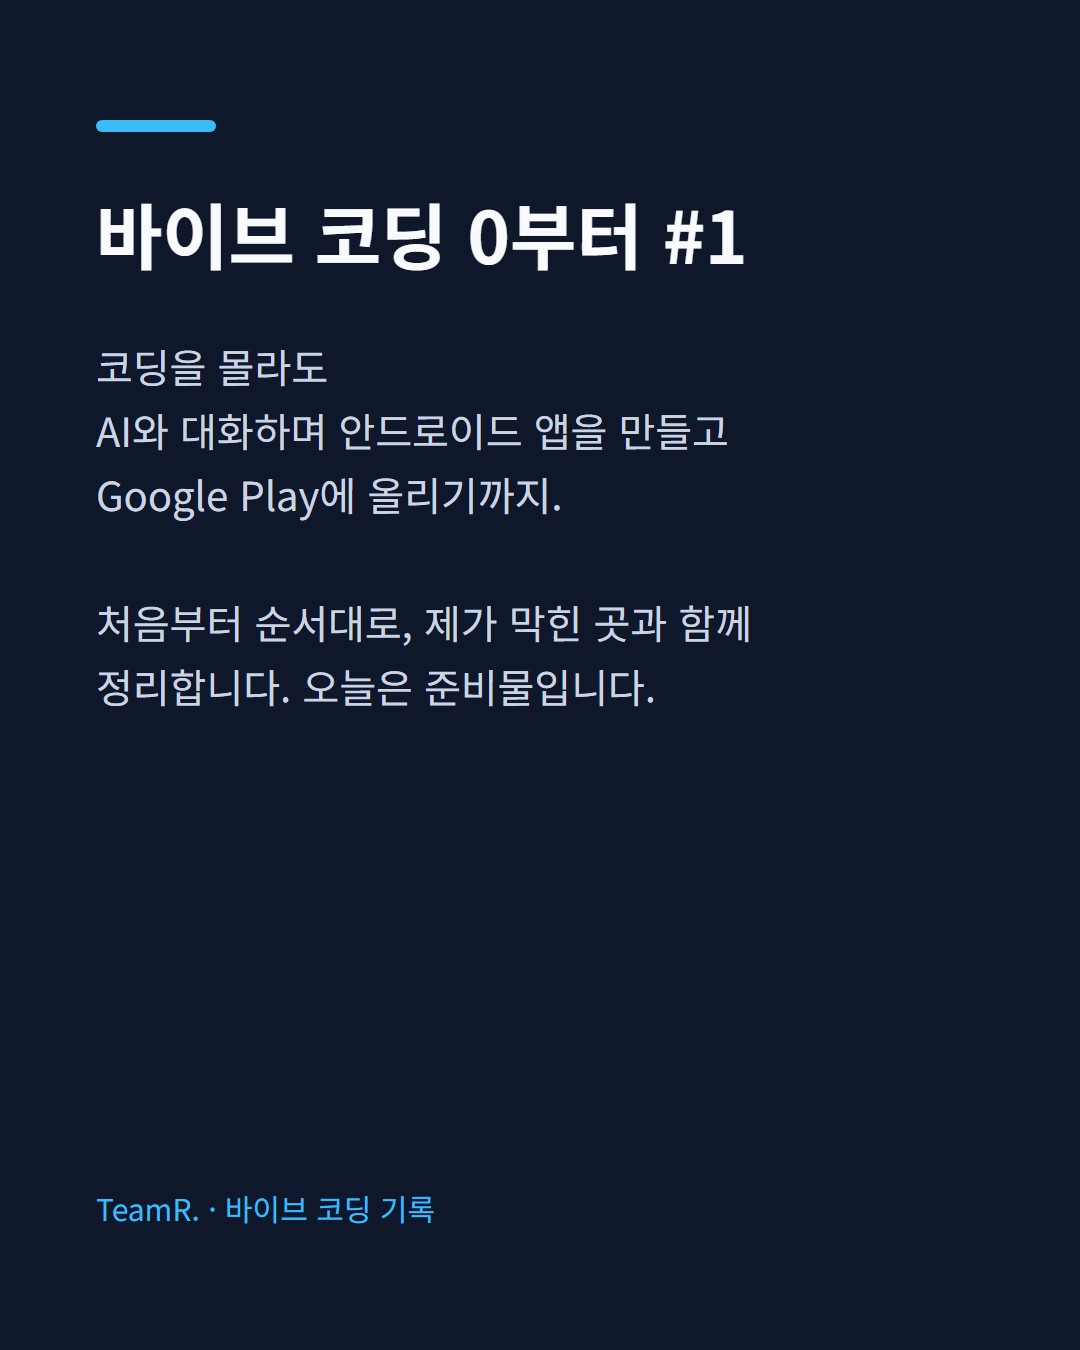 바이브 코딩 0부터 #1
코딩을 몰라도
AI와 대화하며 안드로이드 앱을 만들고
Google Play에 올리기까지.
처음부터 순서대로, 제가 막힌 곳과 함께
정리합니다. 오늘은 준비물입니다.
TeamR. · 바이브 코딩 기록